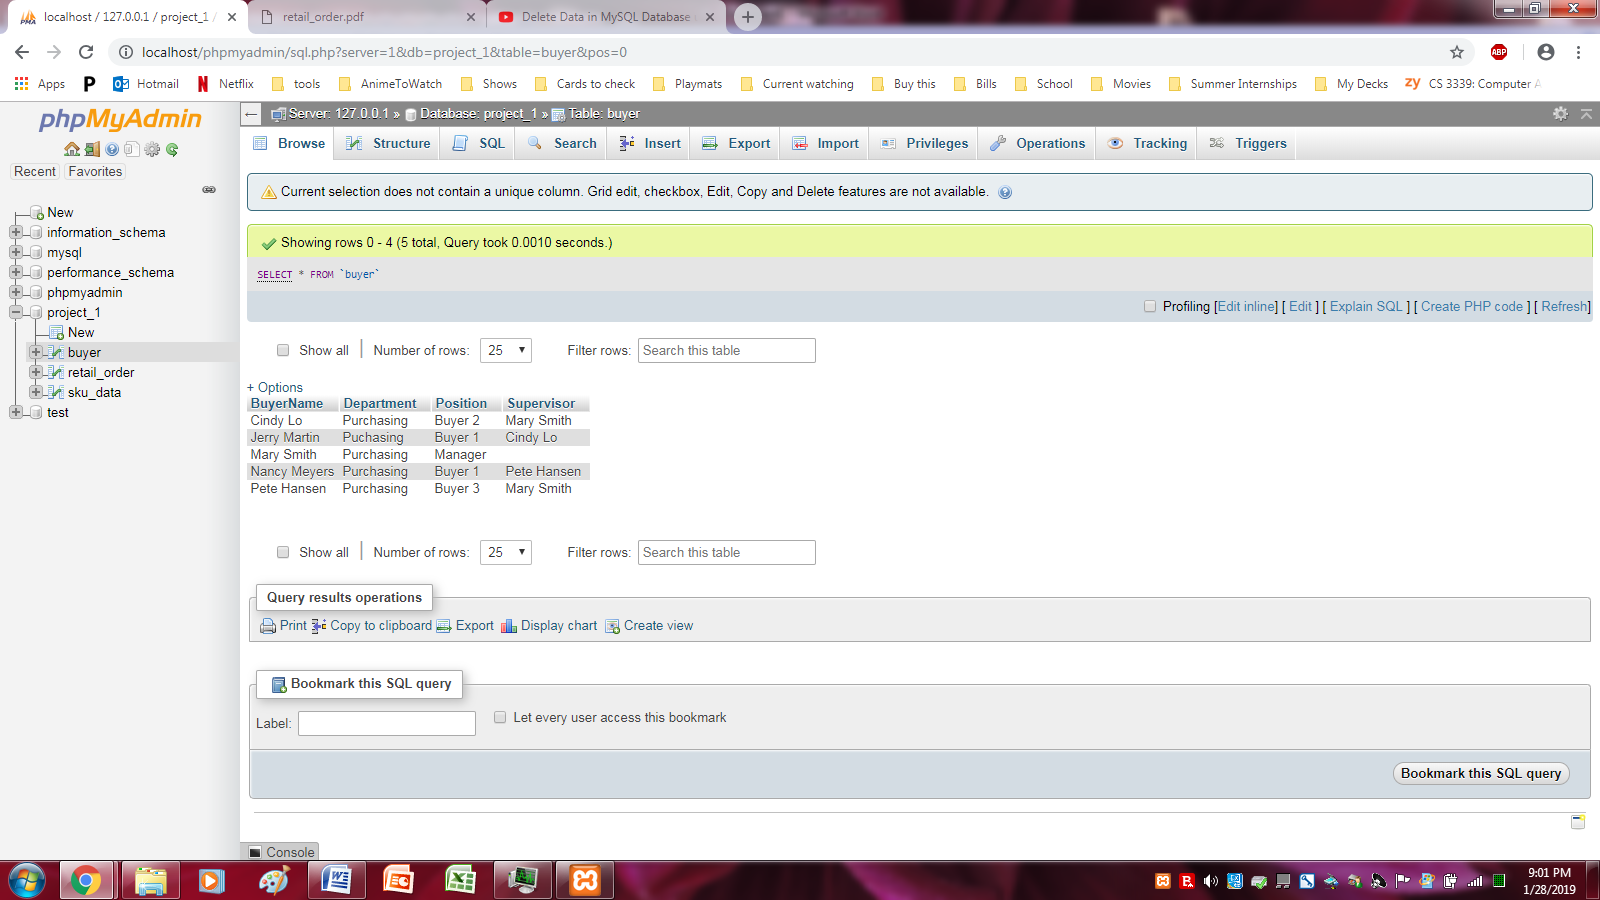 localhost / 127.0.0.1 / project_1 /
retail_order.pdf
Delete Data in MySQL Database
localhost/phpmyadmin/sql.php?server=1&db=project_1&table=buyer&pos=0
ABP
Apps
Hotmail
Netflix
tools
AnimeToWatch
Shows
Cards to check
Playmats
Current watching
Buy this
Bills
School
Movies
Summer Internships
My Decks
zy CS 3339: Computer A
phpMyAdmin
Recent Favorites
New
information_schema
mysql
performance_schema
phpmyadmin
project_1
New
buyer
retail_order
sku_data
test
Server: 127.0.0.1 » Database: project_1 » Table: buyer
Browse Structure SQL Search Insert Export Import Privileges Operations Tracking Triggers
Current selection does not contain a unique column. Grid edit, checkbox, Edit, Copy and Delete features are not available.
Showing rows 0 - 4 (5 total, Query took 0.0010 seconds.)
SELECT * FROM `buyer`
Profiling [Edit inline] [ Edit ] [ Explain SQL ] [ Create PHP code ] [ Refresh]
Show all | Number of rows: 25 Filter rows: Search this table
+ Options
BuyerName Department Position Supervisor
Cindy Lo Purchasing Buyer 2 Mary Smith
Jerry Martin Puchasing Buyer 1 Cindy Lo
Mary Smith Purchasing Manager
Nancy Meyers Purchasing Buyer 1 Pete Hansen
Pete Hansen Purchasing Buyer 3 Mary Smith
Show all | Number of rows: 25 Filter rows: Search this table
Query results operations
Print Copy to clipboard Export Display chart Create view
Bookmark this SQL query
Label: Let every user access this bookmark
Bookmark this SQL query
Console
9:01 PM
1/28/2019